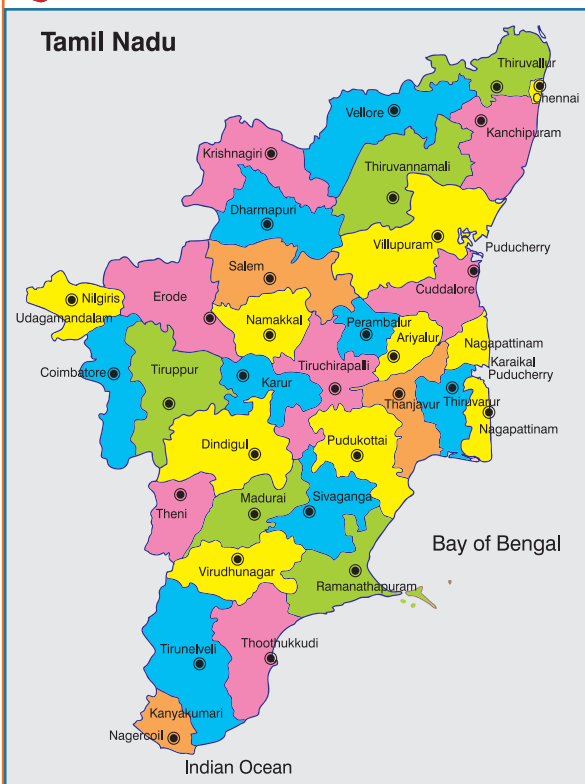 Tamil Nadu
Thiruvallur
Chennai
Vellore
Kanchipuram
Krishnagiri
Thiruvannamali
Dharmapuri
Villupuram
Puducherry
Salem
Cuddalore
Nilgiris
Erode
Udagamandalam
Namakkal
Perambalur
Ariyalur
Nagapattinam
Karaikal
Puducherry
Coimbatore
Tiruppur
Karur
Tiruchirapalli
Thanjavur
Thiruvarur
Nagapattinam
Dindigul
Pudukottai
Theni
Madurai
Sivaganga
Bay of Bengal
Virudhunagar
Ramanathapuram
Tirunelveli
Thoothukkudi
Kanyakumari
Nagercoil
Indian Ocean